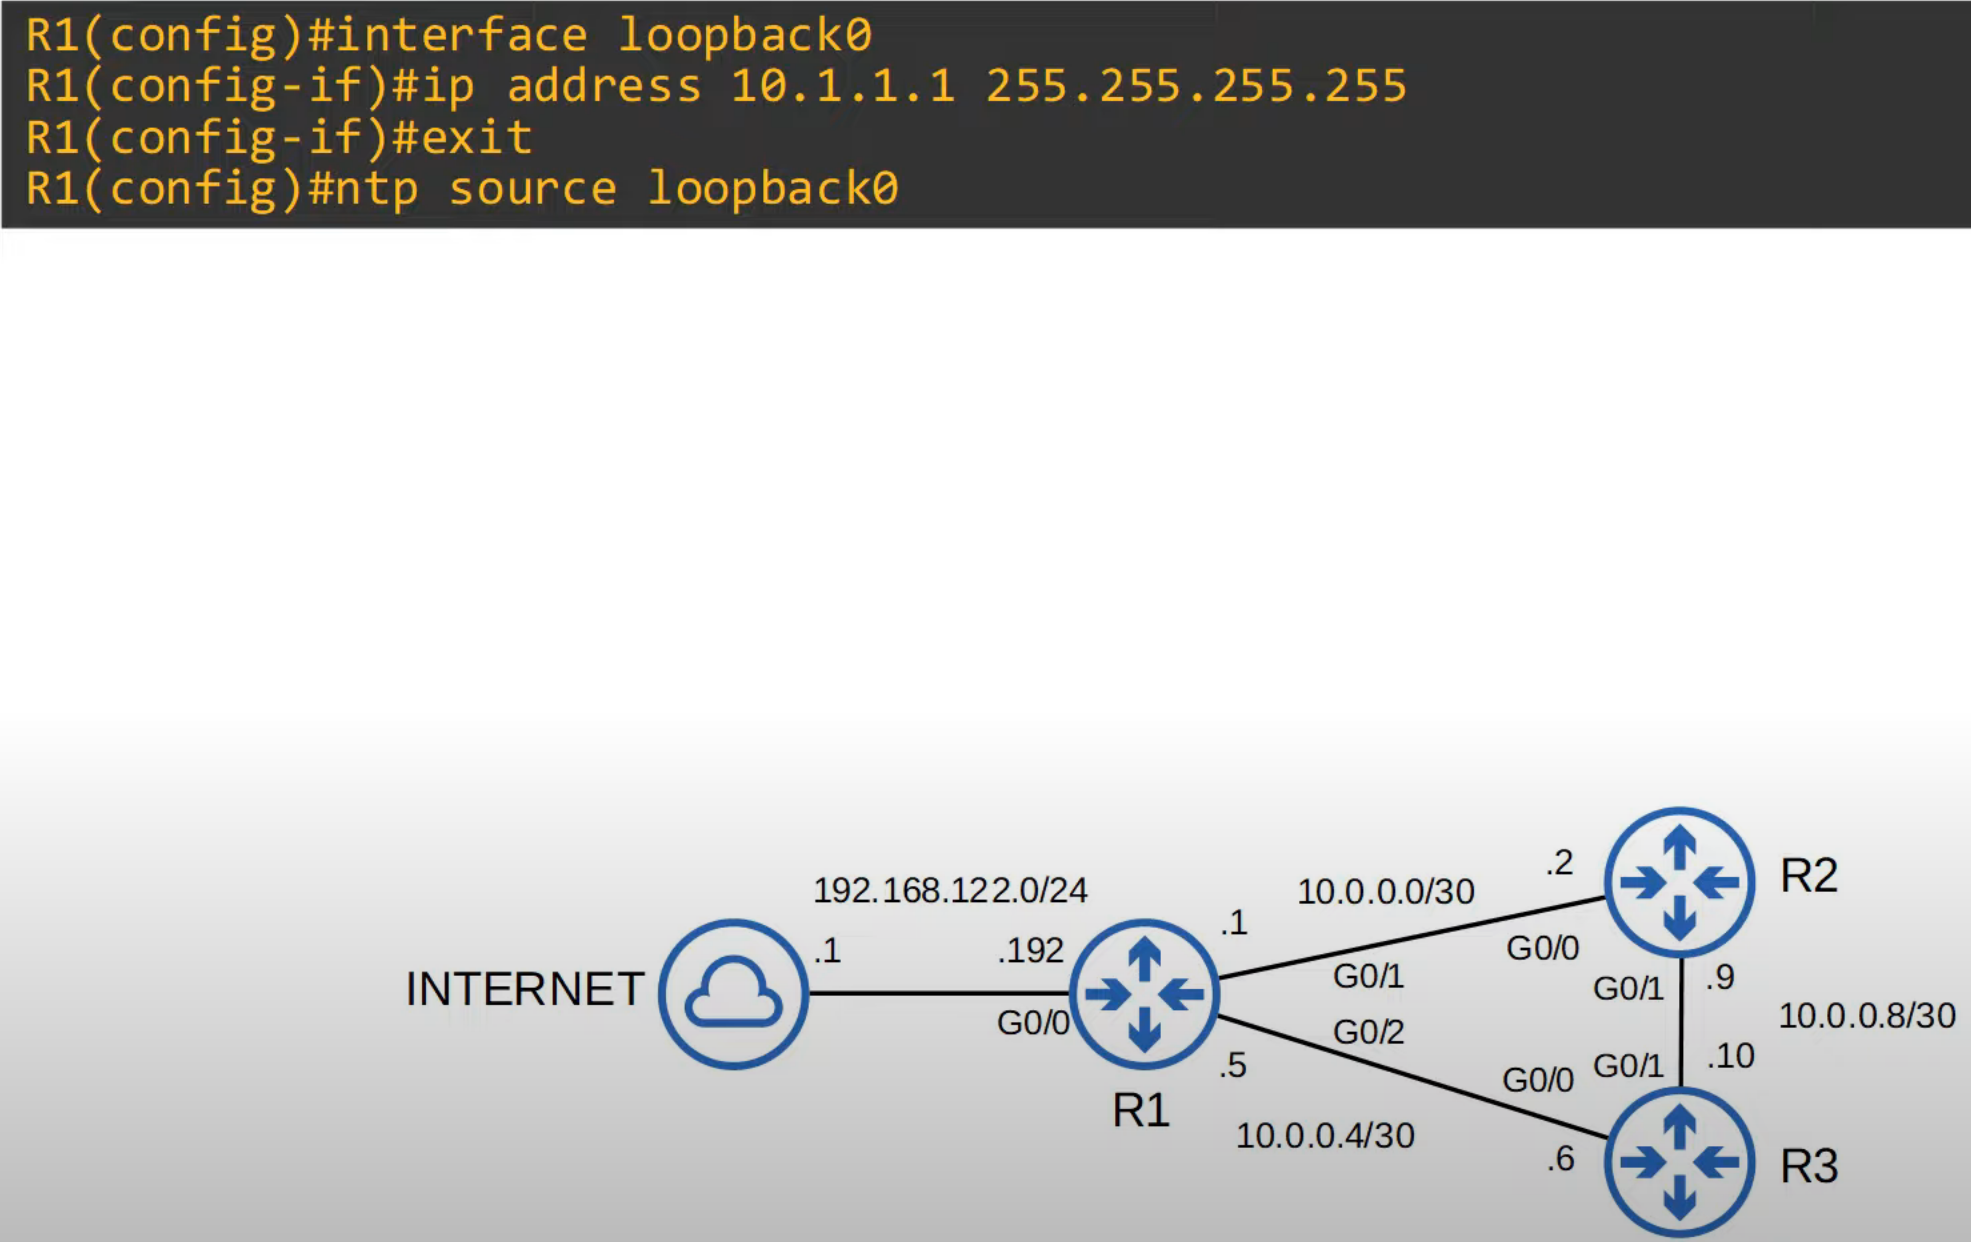 R1(config)#interface loopback0
R1(config-if)#ip address 10.1.1.1 255.255.255.255
R1(config-if)#exit
R1(config)#ntp source loopback0
.2
R2
192.168.122.0/24
10.0.0.0/30
.1
.1
.192
G0/0
G0/1
G0/1
.9
INTERNET
G0/0
G0/2
10.0.0.8/30
.5
G0/0
G0/1
.10
R1
10.0.0.4/30
.6
R3